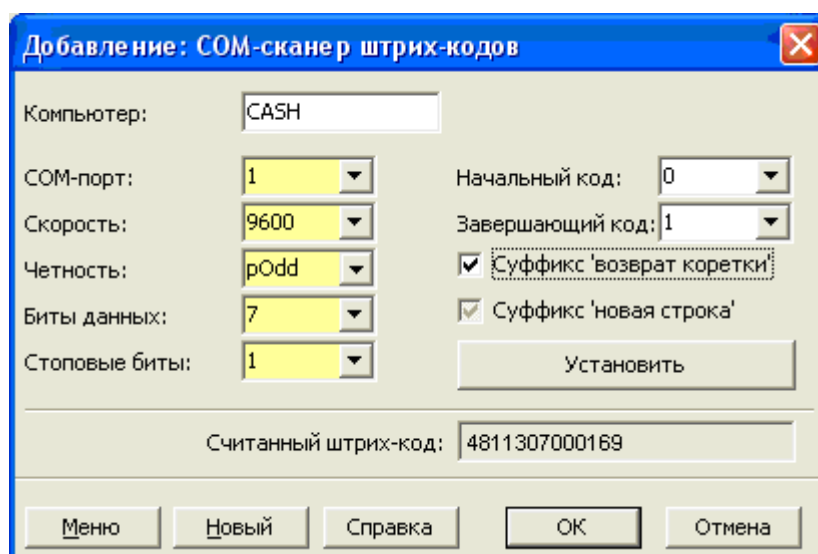 Добавление: COM-сканер штрих-кодов
Компьютер: CASH
COM-порт: 1 Начальный код: 0
Скорость: 9600 Завершающий код: 1
Четность: pOdd Суффикс 'возврат коретки'
Биты данных: 7 Суффикс 'новая строка'
Стоповые биты: 1 Установить
Считанный штрих-код: 4811307000169
Меню Новый Справка ОК Отмена